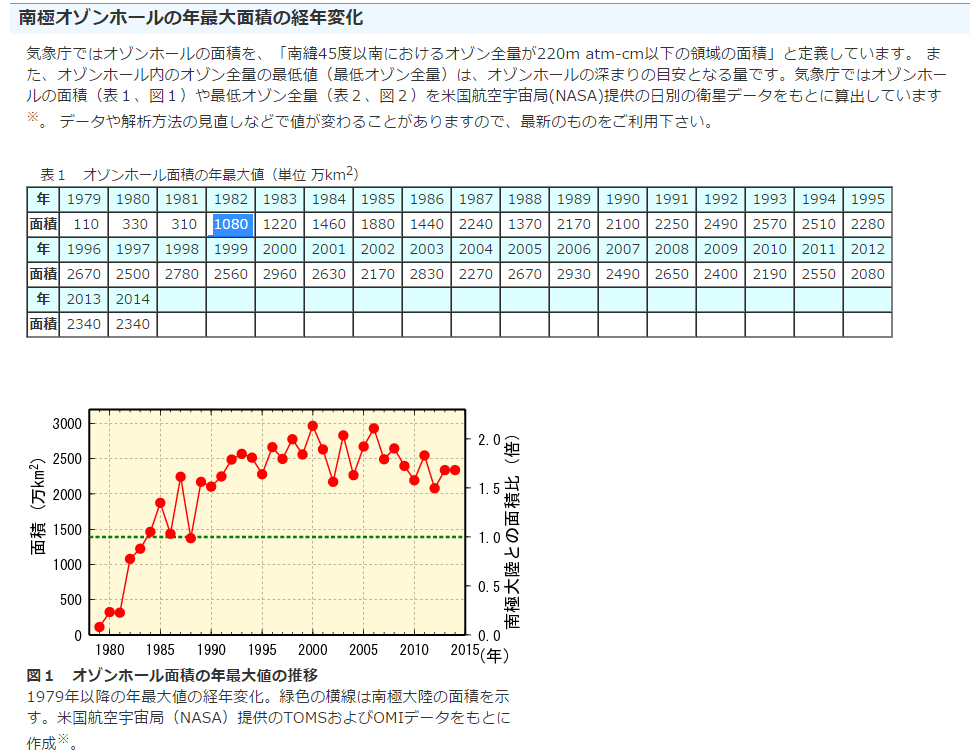 南極オゾンホールの年最大面積の経年変化
気象庁ではオゾンホールの面積を、「南緯45度以南におけるオゾン全量が220m atm-cm以下の領域の面積」と定義しています。 ま
た、オゾンホール内のオゾン全量の最低値（最低オゾン全量）は、オゾンホールの深まりの目安となる量です。気象庁ではオゾンホー
ルの面積（表１、図１）や最低オゾン全量（表２、図２）を米国航空宇宙局(NASA)提供の日別の衛星データをもとに算出しています
※。 データや解析方法の見直しなどで値が変わることがありますので、最新のものをご利用下さい。
表１　オゾンホール面積の年最大値（単位 万km2）
年 1979 1980 1981 1982 1983 1984 1985 1986 1987 1988 1989 1990 1991 1992 1993 1994 1995
面積 110 330 310 1080 1220 1460 1880 1440 2240 1370 2170 2100 2250 2490 2570 2510 2280
年 1996 1997 1998 1999 2000 2001 2002 2003 2004 2005 2006 2007 2008 2009 2010 2011 2012
面積 2670 2500 2780 2560 2960 2630 2170 2830 2270 2670 2930 2490 2650 2400 2190 2550 2080
年 2013 2014
面積 2340 2340
面積（万km2）
3000
2500
2000
1500
1000
500
0
1980 1985 1990 1995 2000 2005 2010 2015(年)
2.0
1.5
1.0
0.5
0.0
南極大陸との面積比（倍）
図１　オゾンホール面積の年最大値の推移
1979年以降の年最大値の経年変化。緑色の横線は南極大陸の面積を示
す。米国航空宇宙局（NASA）提供のTOMSおよびOMIデータをもとに
作成※。